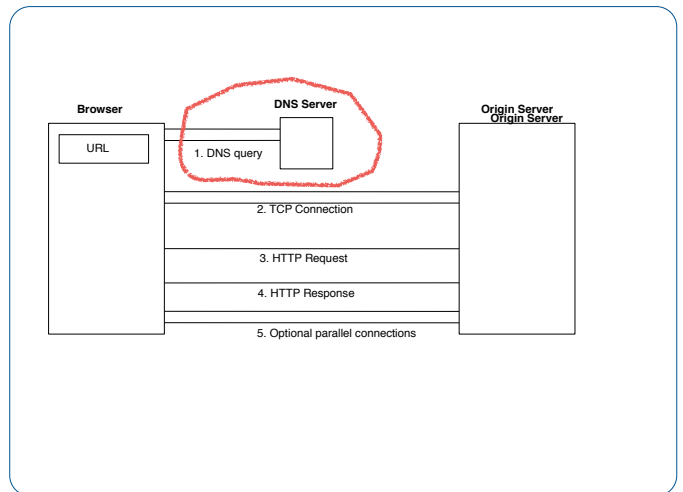 Browser
DNS Server
Origin Server
Origin Server
URL
1. DNS query
2. TCP Connection
3. HTTP Request
4. HTTP Response
5. Optional parallel connections